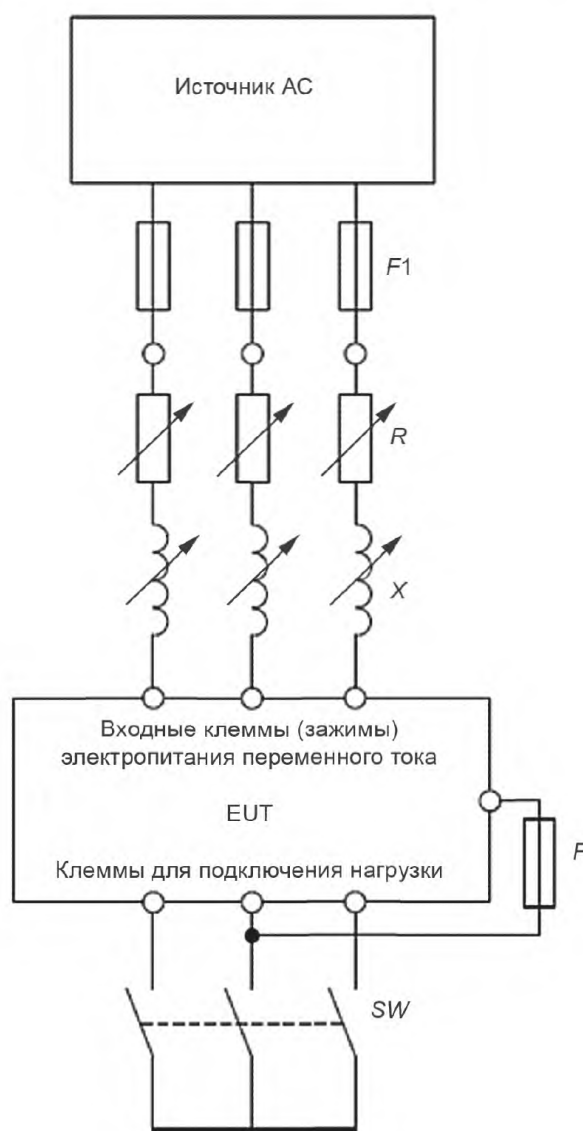 Источник АС
F1
R
X
Входные клеммы (зажимы)
электропитания переменного тока
EUT
F
Клеммы для подключения нагрузки
SW